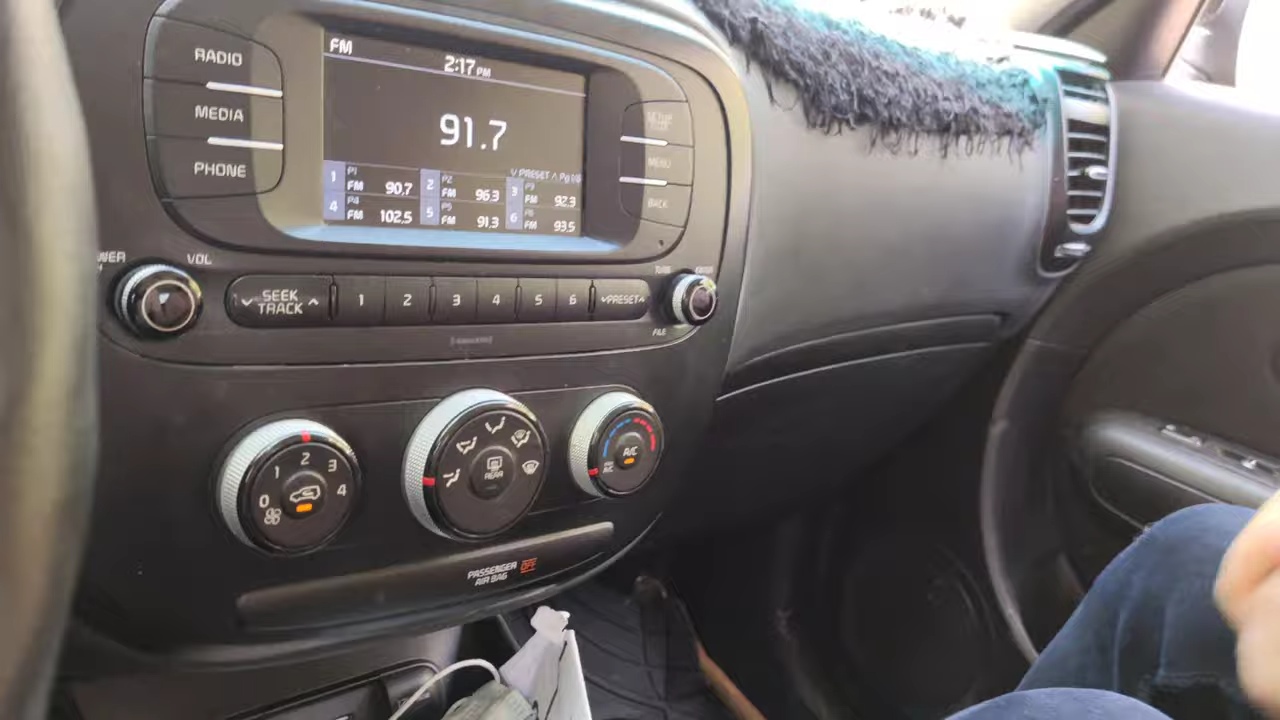 RADIO
MEDIA
PHONE
FM
2:17 PM
91.7
∨ PRESET ∧
1 P1 FM 90.7
2 P2 FM 96.3
3 P3 FM 92.3
4 P4 FM 102.5
5 P5 FM 91.3
6 P6 FM 93.5
MENU
BACK
WER
VOL
∨ SEEK TRACK ∧
1 2 3 4 5 6
∨PRESET∧
TUNE
FILE
0 1 2 3 4
REAR
A/C
PASSENGER
AIR BAG OFF